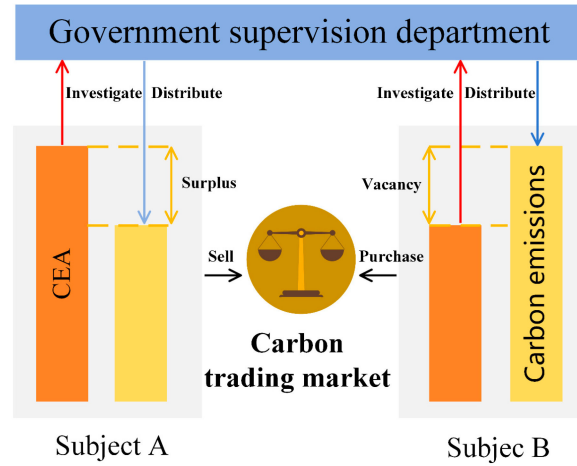 Government supervision department
Investigate Distribute
Investigate Distribute
Surplus
Vacancy
CEA
Carbon emissions
Sell
Purchase
Carbon
trading market
Subject A
Subjec B